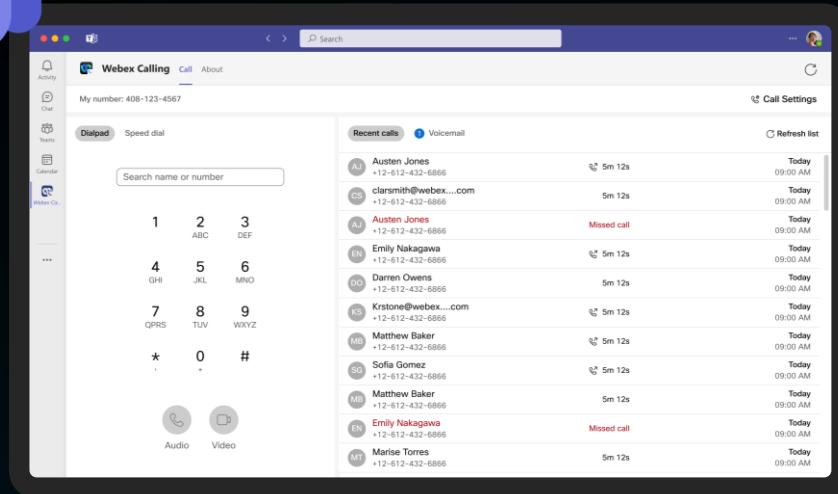 Search
Activity
Chat
Teams
Calendar
Webex Ca...
Webex Calling Call About
My number: 408-123-4567
Call Settings
Dialpad Speed dial
Search name or number
1 2 3
ABC DEF
4 5 6
GHI JKL MNO
7 8 9
QPRS TUV WXYZ
* 0 #
+
Audio Video
Recent calls 1 Voicemail
Refresh list
AJ Austen Jones 5m 12s Today
+12-612-432-6866 09:00 AM
CS clarsmith@webex....com 5m 12s Today
+12-612-432-6866 09:00 AM
AJ Austen Jones Missed call Today
+12-612-432-6866 09:00 AM
EN Emily Nakagawa 5m 12s Today
+12-612-432-6866 09:00 AM
DO Darren Owens 5m 12s Today
+12-612-432-6866 09:00 AM
KS Krstone@webex....com 5m 12s Today
+12-612-432-6866 09:00 AM
MB Matthew Baker 5m 12s Today
+12-612-432-6866 09:00 AM
SG Sofia Gomez 5m 12s Today
+12-612-432-6866 09:00 AM
MB Matthew Baker 5m 12s Today
+12-612-432-6866 09:00 AM
EN Emily Nakagawa Missed call Today
+12-612-432-6866 09:00 AM
MT Marise Torres 5m 12s Today
+12-612-432-6866 09:00 AM